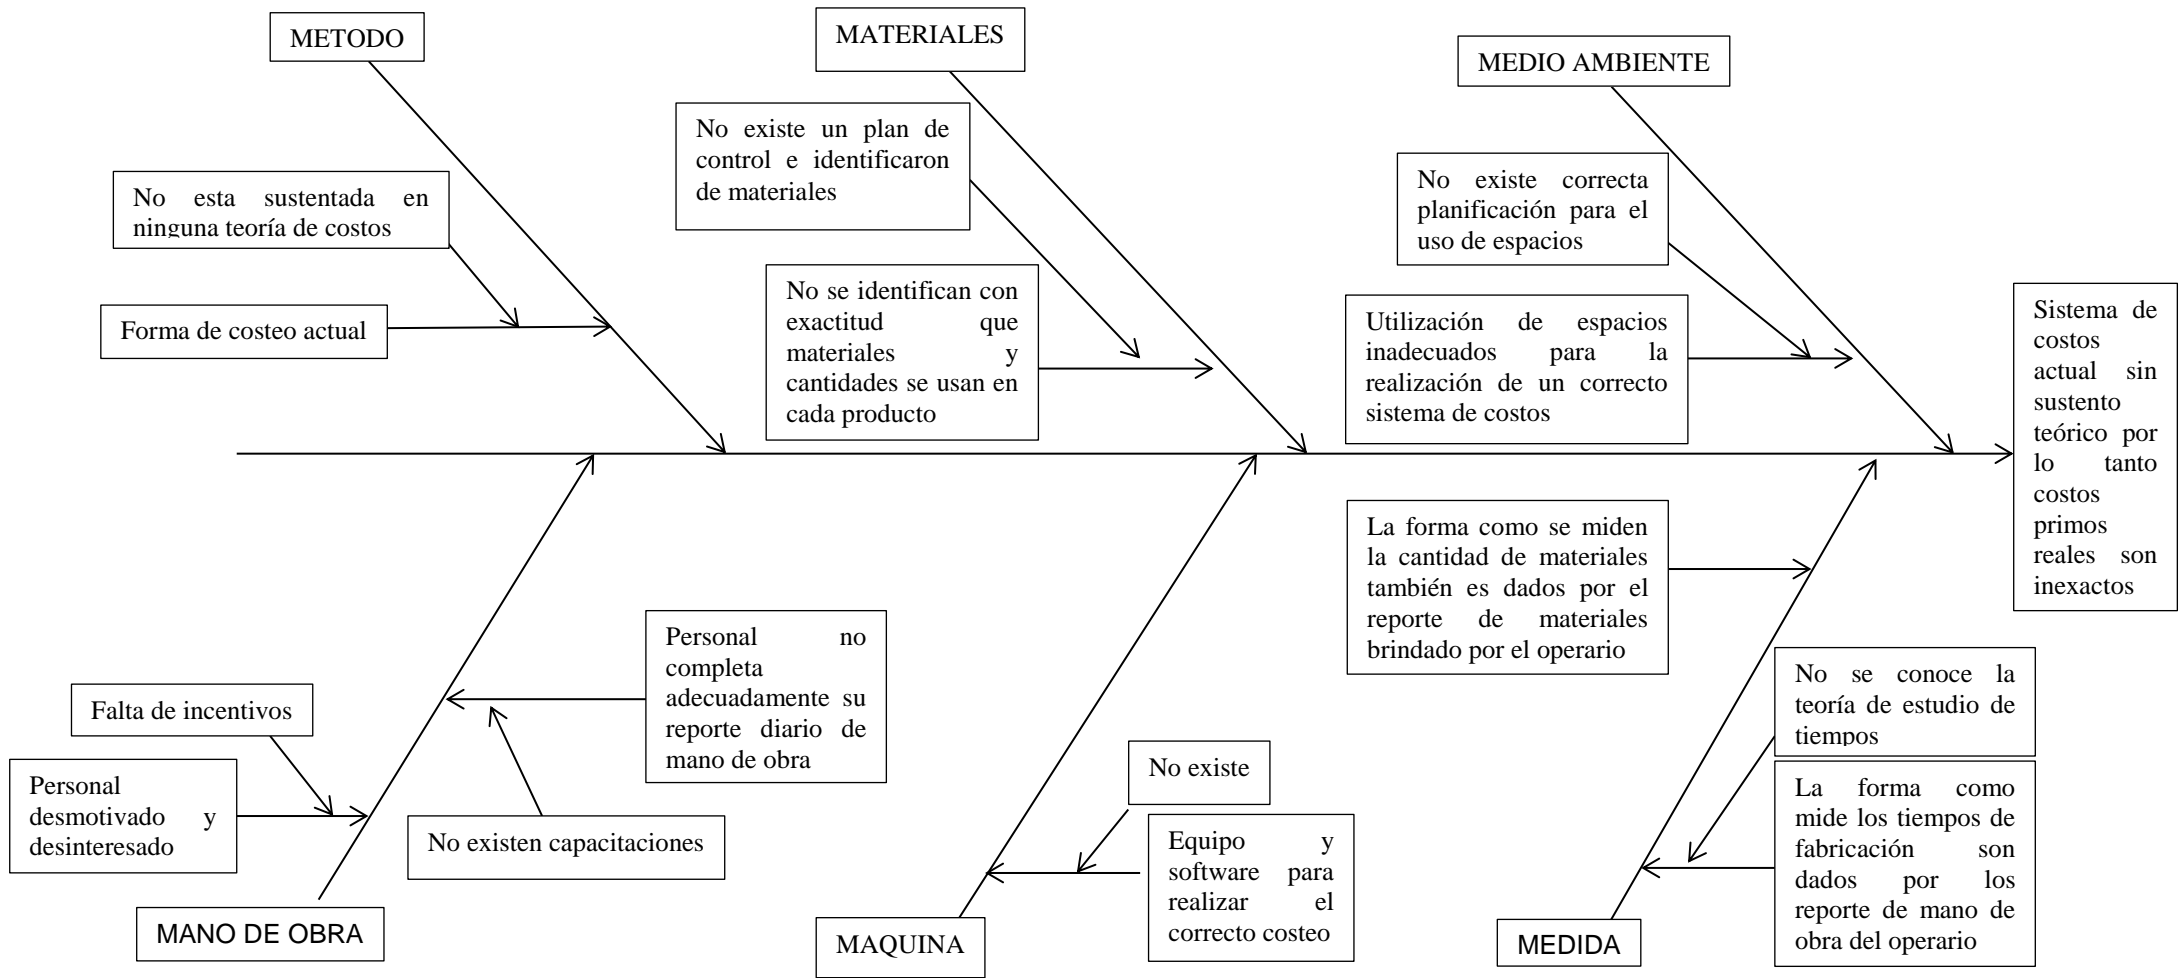 METODO
MATERIALES
MEDIO AMBIENTE
No existe un plan de
control e identificaron
de materiales
No existe correcta
planificación para el
uso de espacios
No esta sustentada en
ninguna teoría de costos
Forma de costeo actual
No se identifican con
exactitud que
materiales y
cantidades se usan en
cada producto
Utilización de espacios
inadecuados para la
realización de un correcto
sistema de costos
Sistema de
costos
actual sin
sustento
teórico por
lo tanto
costos
primos
reales son
inexactos
La forma como se miden
la cantidad de materiales
también es dados por el
reporte de materiales
brindado por el operario
Personal no
completa
adecuadamente su
reporte diario de
mano de obra
No se conoce la
teoría de estudio de
tiempos
Falta de incentivos
Personal
desmotivado y
desinteresado
No existen capacitaciones
No existe
Equipo y
software para
realizar el
correcto costeo
La forma como
mide los tiempos de
fabricación son
dados por los
reporte de mano de
obra del operario
MANO DE OBRA
MAQUINA
MEDIDA